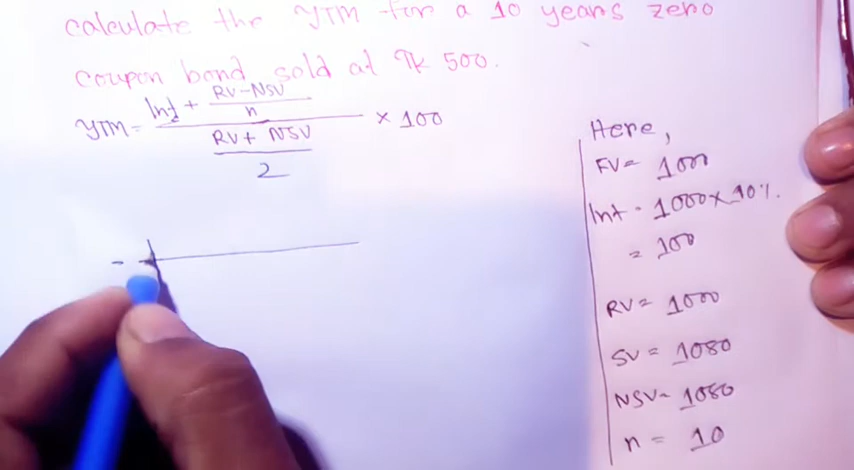 calculate the YTM for a 10 years zero
coupon bond sold at Tk 500.
YTM = Int + RV-NSV / n / RV + NSV / 2 × 100
=
Here,
FV = 1000
Int = 1000 × 10%.
= 100
RV = 1000
SV = 1080
NSV = 1080
n = 10